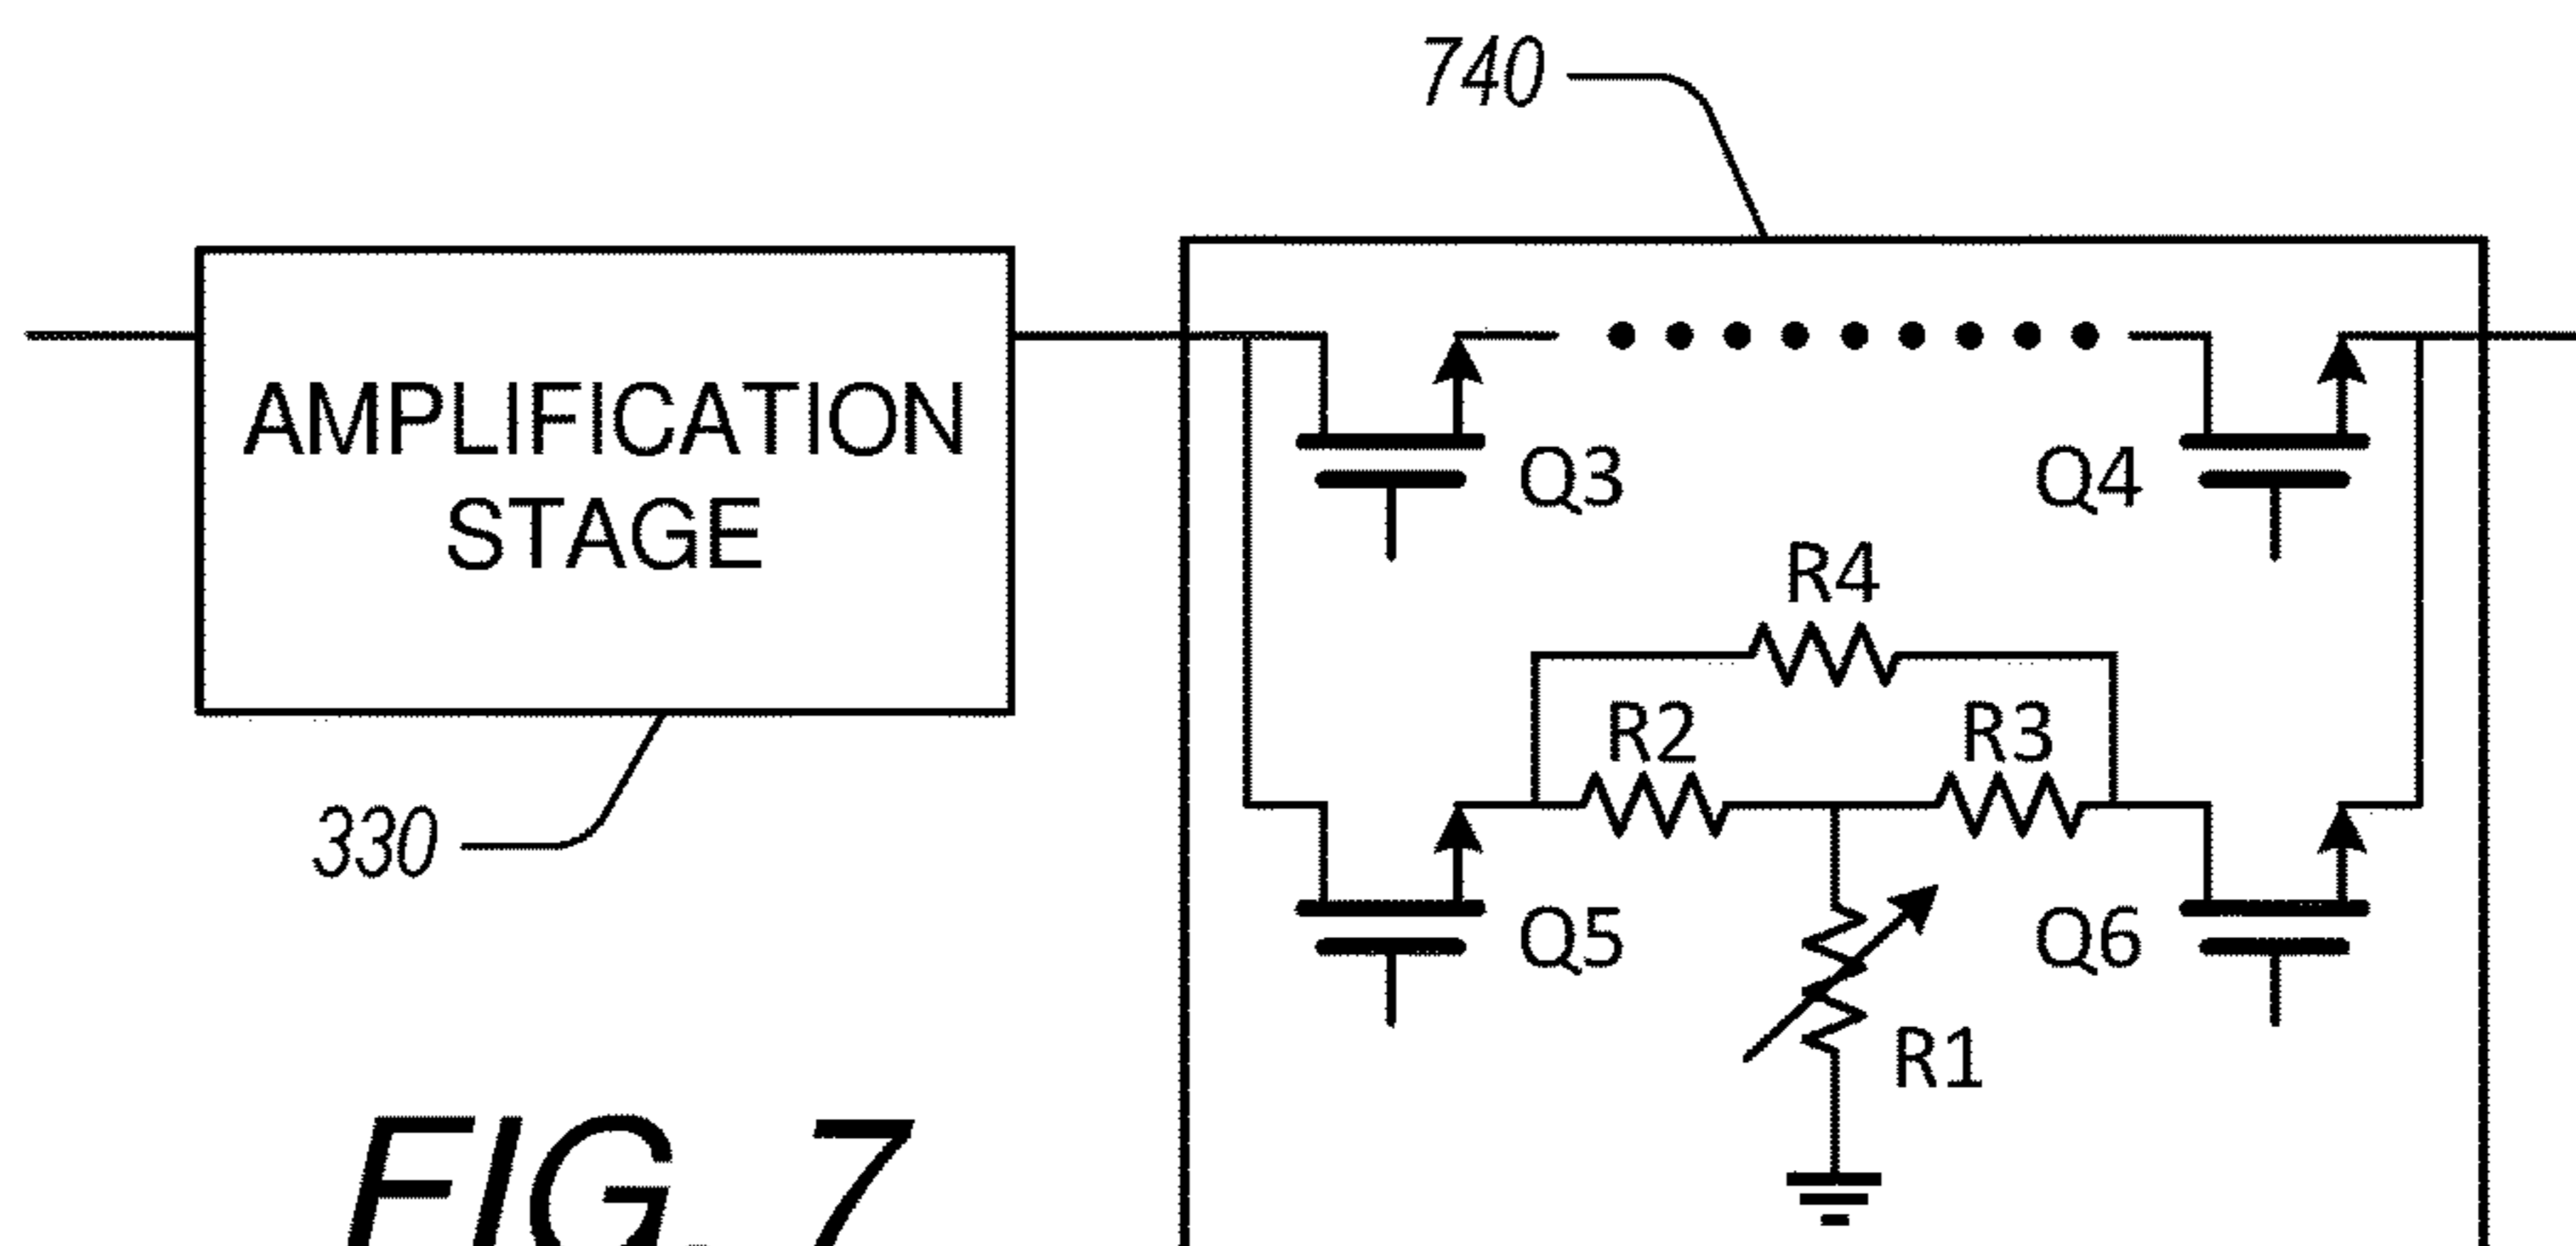 740
AMPLIFICATION
STAGE
Q3
Q4
R4
R2
R3
330
Q5
Q6
R1
FIG. 7